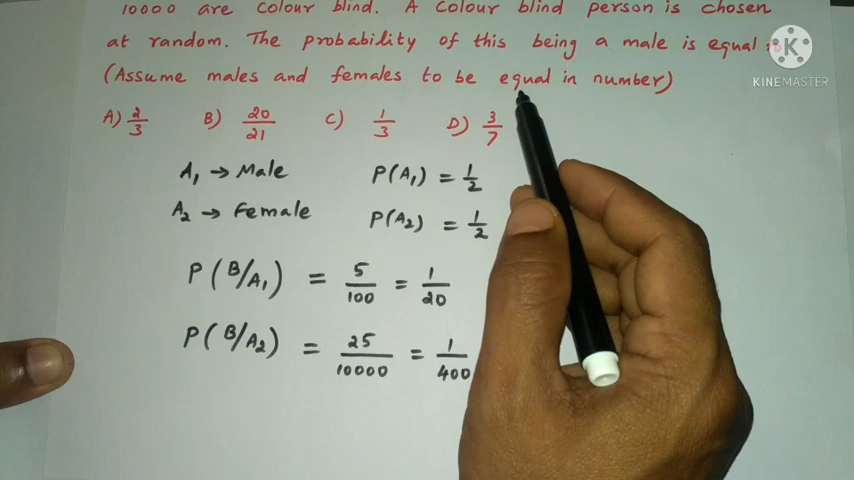 10000 are colour blind. A colour blind person is chosen
at random. The probability of this being a male is equal to
(Assume males and females to be equal in number)
A) 2/3 B) 20/21 C) 1/3 D) 3/7
A₁ → Male P(A₁) = 1/2
A₂ → Female P(A₂) = 1/2
P(B/A₁) = 5/100 = 1/20
P(B/A₂) = 25/10000 = 1/400
KINEMASTER